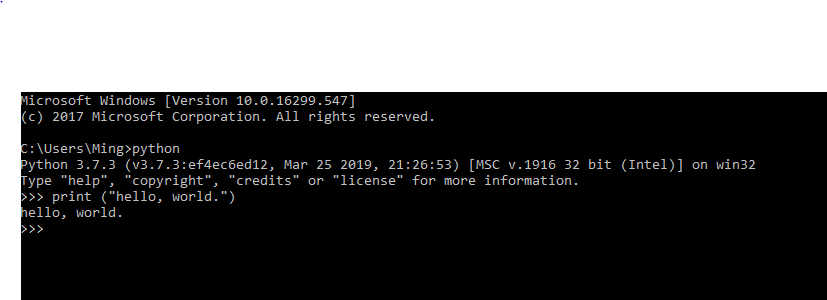 Microsoft Windows [Version 10.0.16299.547]
(c) 2017 Microsoft Corporation. All rights reserved.
C:\Users\Ming>python
Python 3.7.3 (v3.7.3:ef4ec6ed12, Mar 25 2019, 21:26:53) [MSC v.1916 32 bit (Intel)] on win32
Type "help", "copyright", "credits" or "license" for more information.
>>> print ("hello, world.")
hello, world.
>>>